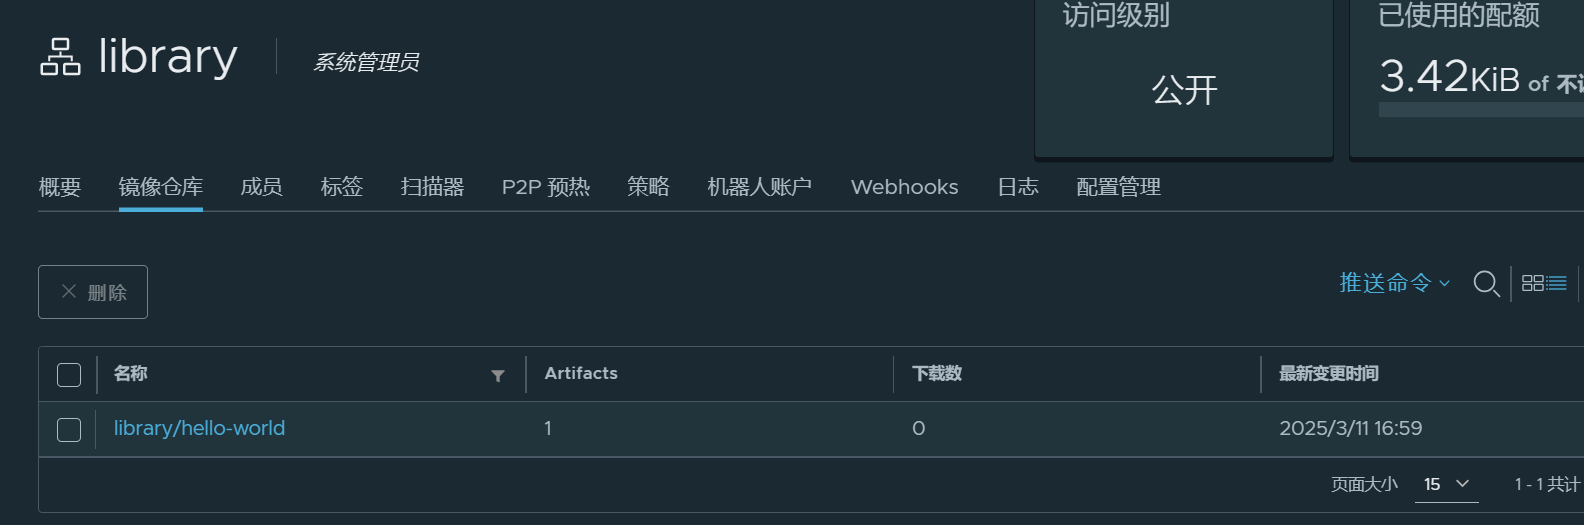 library
系统管理员
访问级别
公开
已使用的配额
3.42KiB of
概要 镜像仓库 成员 标签 扫描器 P2P 预热 策略 机器人账户 Webhooks 日志 配置管理
删除
推送命令
名称 Artifacts 下载数 最新变更时间
library/hello-world 1 0 2025/3/11 16:59
页面大小 15 1 - 1 共计